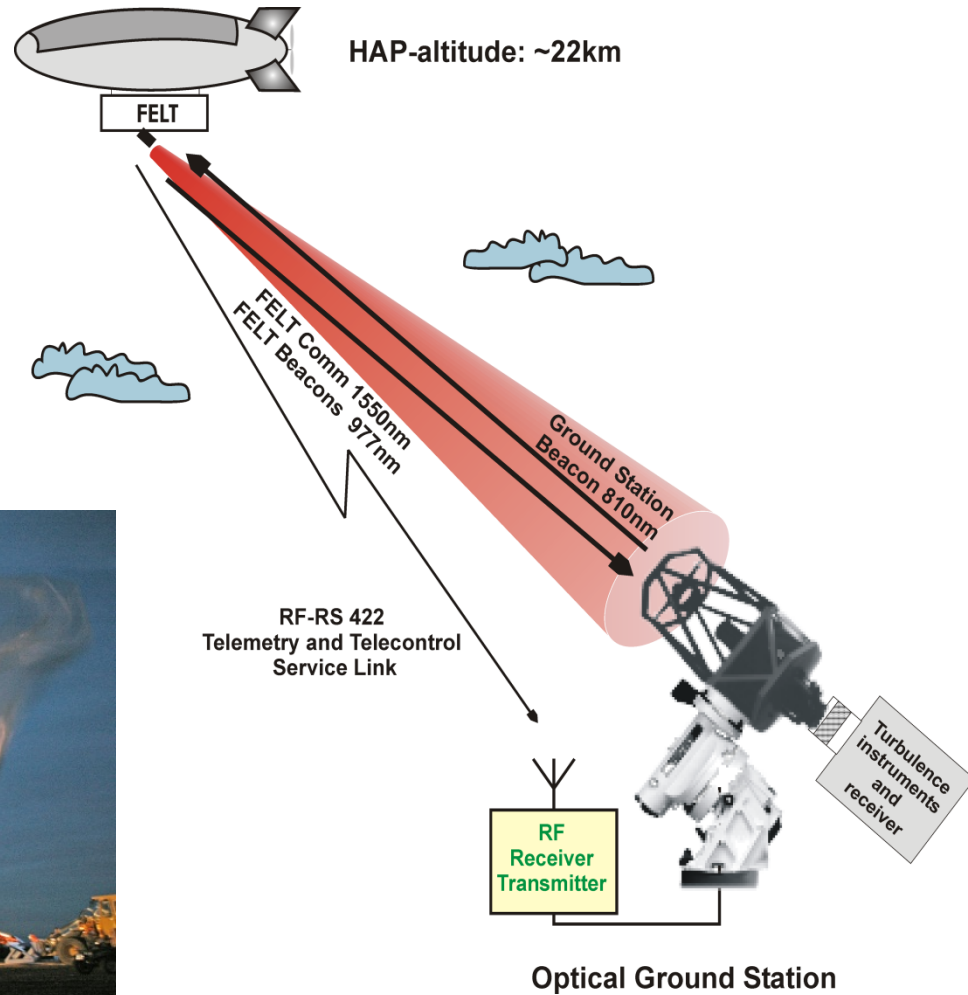 HAP-altitude: ~22km
FELT
FELT Comm 1550nm
FELT Beacons 977nm
Ground Station
Beacon 810nm
RF-RS 422
Telemetry and Telecontrol
Service Link
Turbulence
instruments
and
receiver
RF
Receiver
Transmitter
Optical Ground Station